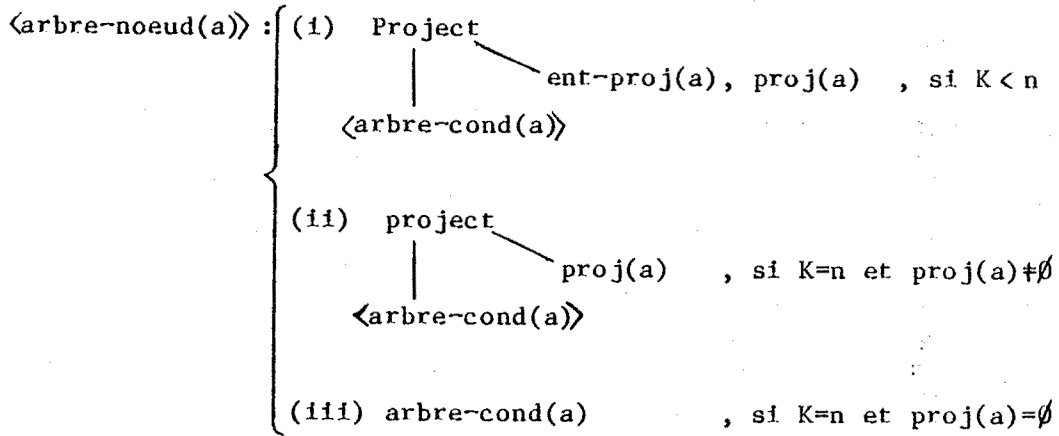 ⟨arbre-noeud(a)⟩ : (i) Project
ent-proj(a), proj(a) , si K < n
⟨arbre-cond(a)⟩
(ii) project
proj(a) , si K=n et proj(a)≠∅
⟨arbre-cond(a)⟩
(iii) arbre-cond(a) , si K=n et proj(a)=∅